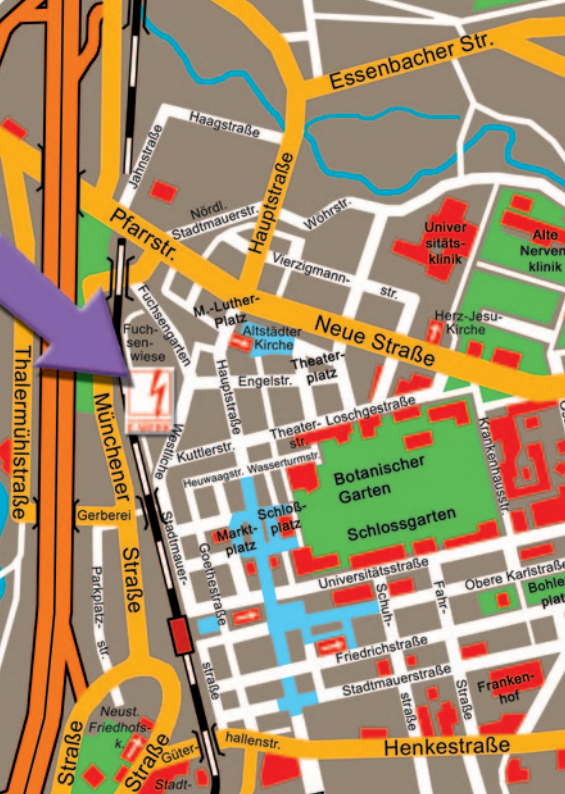 Essenbacher Str.
Haagstraße
Jahnstraße
Hauptstraße
Nördl.
Stadtmauerstr.
Wöhrstr.
Pfarrstr.
Univer
sitäts-
klinik
Alte
Nerven
klinik
Vierzigmann-
str.
Fuchsengarten
M.-Luther-
Platz
Herz-Jesu-
Kirche
Neue Straße
Fuch-
sen-
wiese
Altstädter
Kirche
Theater-
platz
Thalermühlstraße
Hauptstraße
Engelstr.
Münchener
Straße
Theater-
str.
Loschgestraße
Westliche
Stadtmauer-
straße
Kuttlerstr.
Krankenhausstr.
Heuwaagstr.
Wasserturmstr.
Botanischer
Garten
Schlossgarten
Gerberei
Schloß-
platz
Markt-
platz
Goethestraße
Universitätsstraße
Obere Karlstraße
Bohlen
plat
Parkplatz-
str.
Schuh-
straße
Fahr-
Straße
Friedrichstraße
Stadtmauerstraße
Franken-
hof
Neust.
Friedhofs-
k.
Straße
Straße
Güter-
hallenstr.
Henkestraße
Stadt-